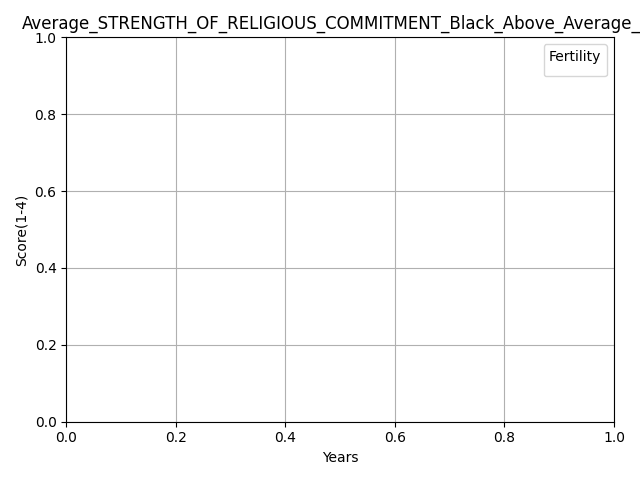 Average_STRENGTH_OF_RELIGIOUS_COMMITMENT_Black_Above_Average_
Fertility
1.0
0.8
0.6
0.4
0.2
0.0
Score(1-4)
0.0 0.2 0.4 0.6 0.8 1.0
Years